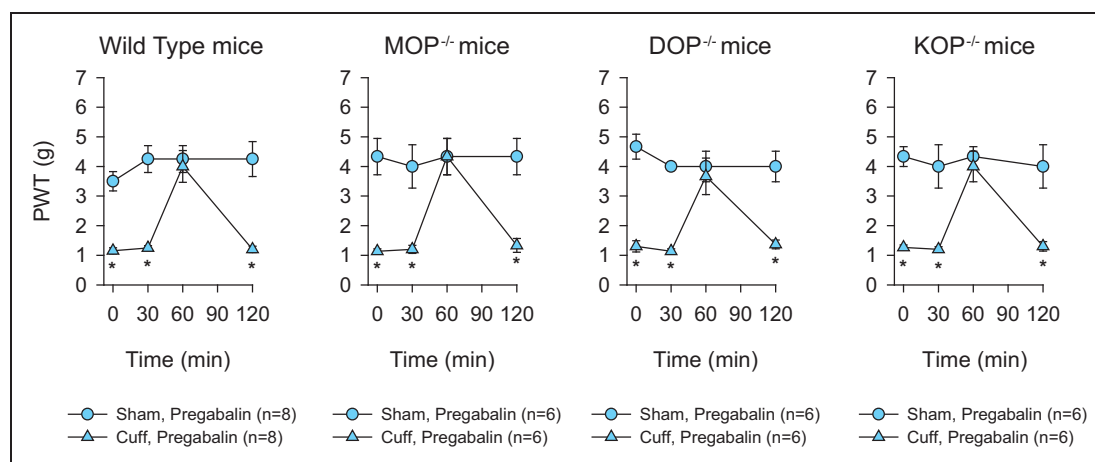 Wild Type mice
MOP-/- mice
DOP-/- mice
KOP-/- mice
PWT (g)
7
6
5
4
3
2
1
0
* * *
0 30 60 90 120
Time (min)
7
6
5
4
3
2
1
0
* * *
0 30 60 90 120
Time (min)
7
6
5
4
3
2
1
0
* * *
0 30 60 90 120
Time (min)
7
6
5
4
3
2
1
0
* * *
0 30 60 90 120
Time (min)
Sham, Pregabalin (n=8)
Cuff, Pregabalin (n=8)
Sham, Pregabalin (n=6)
Cuff, Pregabalin (n=6)
Sham, Pregabalin (n=6)
Cuff, Pregabalin (n=6)
Sham, Pregabalin (n=6)
Cuff, Pregabalin (n=6)